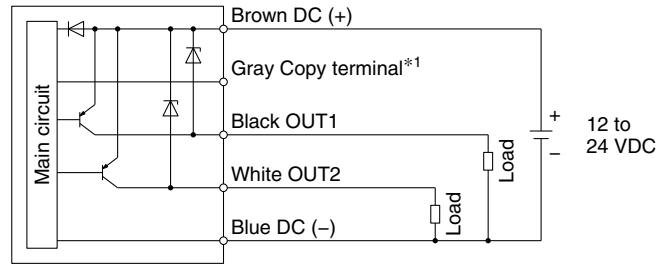 Brown DC (+)
Gray Copy terminal*1
Black OUT1
White OUT2
Blue DC (−)
Main circuit
Load
Load
+
−
12 to
24 VDC